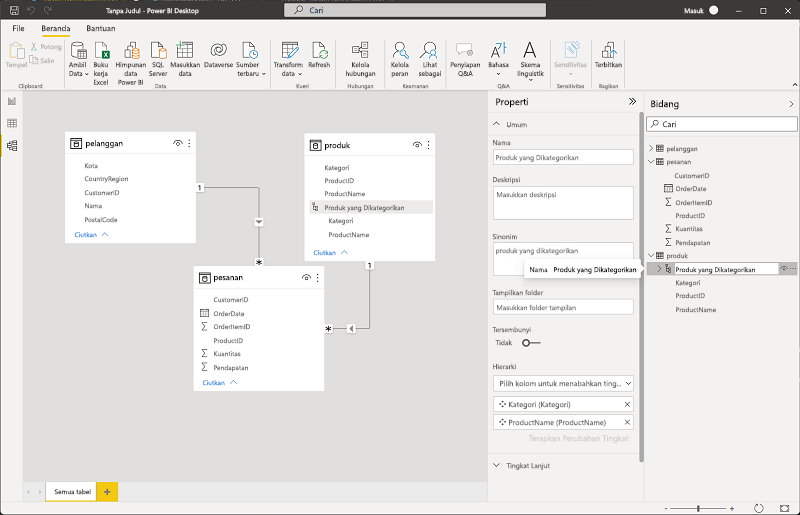 Tanpa Judul - Power BI Desktop
Cari
Masuk
File
Beranda
Bantuan
Tempel
Potong
Salin
Clipboard
Ambil Data
Buku kerja Excel
Himpunan data Power BI
SQL Server
Masukkan data
Dataverse
Sumber terbaru
Data
Transform data
Refresh
Kueri
Kelola hubungan
Hubungan
Kelola peran
Lihat sebagai
Keamanan
Penyiapan Q&A
Bahasa
Skema linguistik
Q&A
Sensitivitas
Sensitivitas
Terbitkan
Bagikan
pelanggan
Kota
CountryRegion
CustomerID
Nama
PostalCode
Ciutkan
1
*
produk
Kategori
ProductID
ProductName
Produk yang Dikategorikan
Kategori
ProductName
Ciutkan
1
*
pesanan
CustomerID
OrderDate
OrderItemID
ProductID
Kuantitas
Pendapatan
Ciutkan
Semua tabel
+
Properti
Umum
Nama
Produk yang Dikategorikan
Deskripsi
Masukkan deskripsi
Sinonim
produk yang dikategorikan
Nama Produk yang Dikategorikan
Tampilkan folder
Masukkan folder tampilan
Tersembunyi
Tidak
Hierarki
Pilih kolom untuk menabahkan ting...
Kategori (Kategori)
ProductName (ProductName)
Terapkan Perubahan Tingkat
Tingkat Lanjut
Bidang
Cari
pelanggan
pesanan
CustomerID
OrderDate
OrderItemID
ProductID
Kuantitas
Pendapatan
produk
Produk yang Dikategorikan
Kategori
ProductID
ProductName